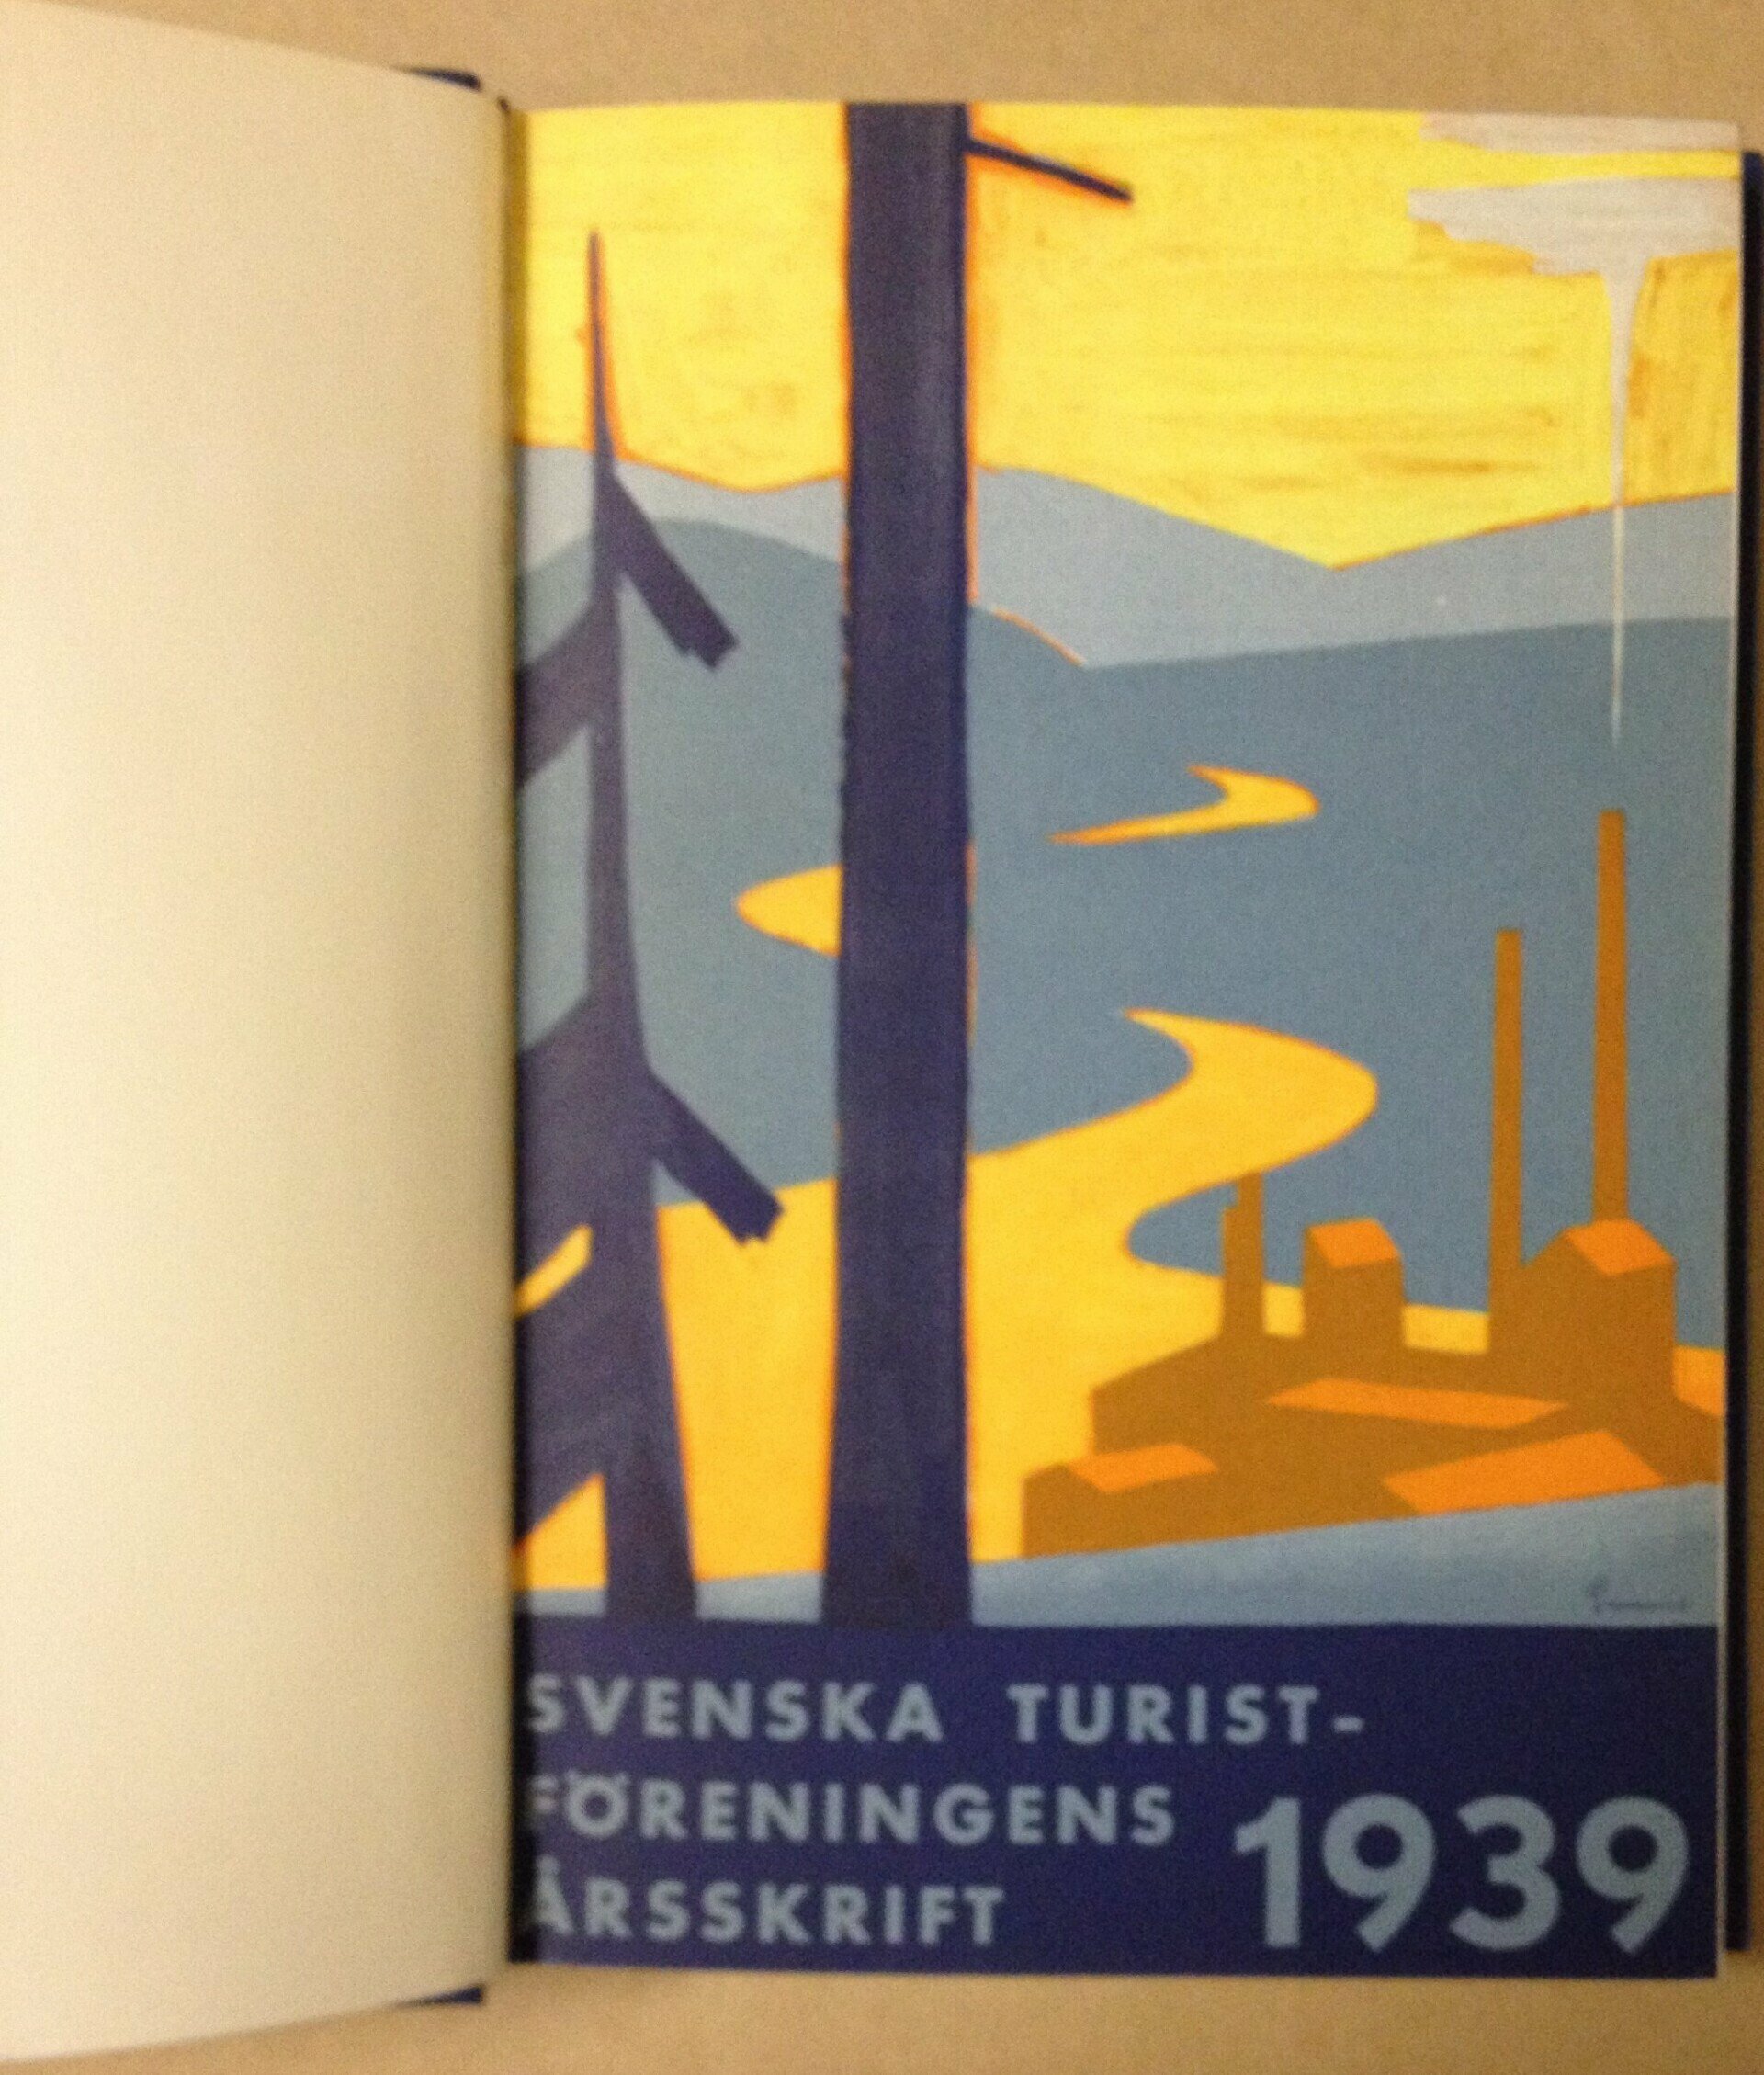 SVENSKA TURIST-
FÖRENINGENS
ÅRSSKRIFT
1939